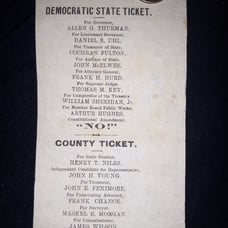 DEMOCRATIC STATE TICKET.
For Governor,
ALLEN G. THURMAN.
For Lieutenant Governor,
DANIEL S. UHL.
For Treasurer of State,
COCHRAN FULTON.
For Auditor of State,
JOHN McELWEE.
For Attorney General,
FRANK H. HURD.
For Supreme Judge,
THOMAS M. KEY.
For Comptroller of the Treasury,
WILLIAM SHERIDAN, Jr.
For Member Board Public Works,
ARTHUR HUGHES.
Constitutional Amendment,
"NO!"
COUNTY TICKET.
For State Senator,
HENRY T. NILES.
Independent Candidate for Representative,
JOHN H. YOUNG.
For Treasurer,
JOHN E. FENIMORE.
For Prosecuting Attorney,
FRANK CHANCE.
For Surveyor,
MASKEL E. MORGAN.
For Commissioner,
JAMES WILSON.